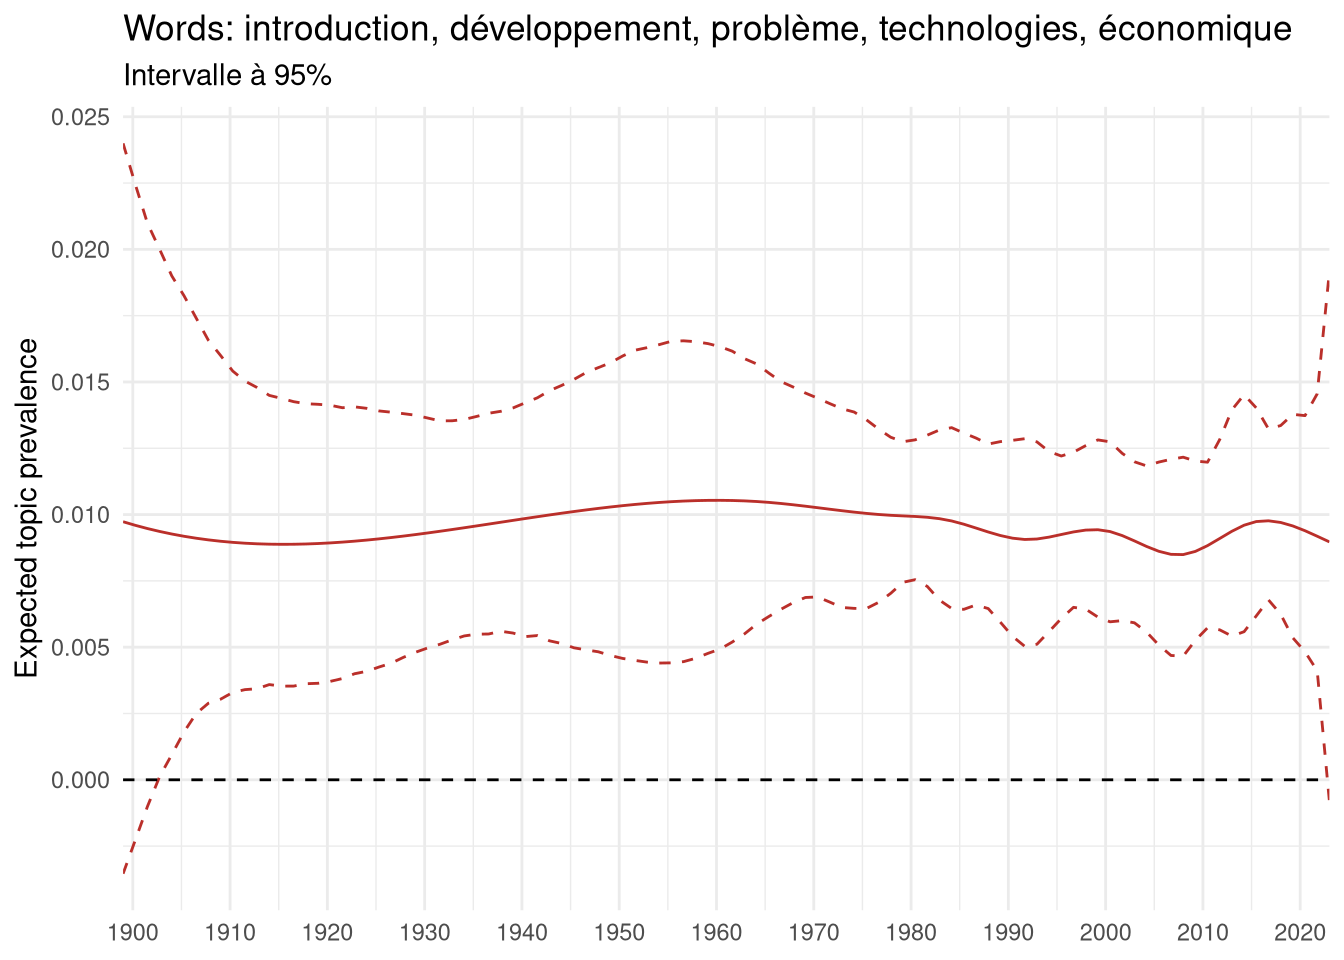 Words: introduction, développement, problème, technologies, économique
Intervalle à 95%
Expected topic prevalence
0.025
0.020
0.015
0.010
0.005
0.000
1900 1910 1920 1930 1940 1950 1960 1970 1980 1990 2000 2010 2020